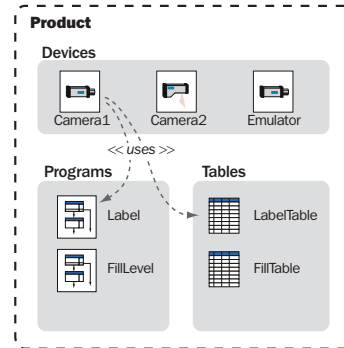 Product
Devices
Camera1 Camera2 Emulator
<< uses >>
Programs Tables
Label LabelTable
FillLevel FillTable